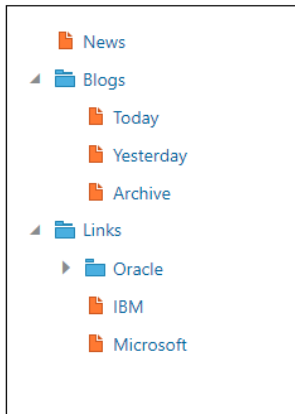 News
Blogs
Today
Yesterday
Archive
Links
Oracle
IBM
Microsoft